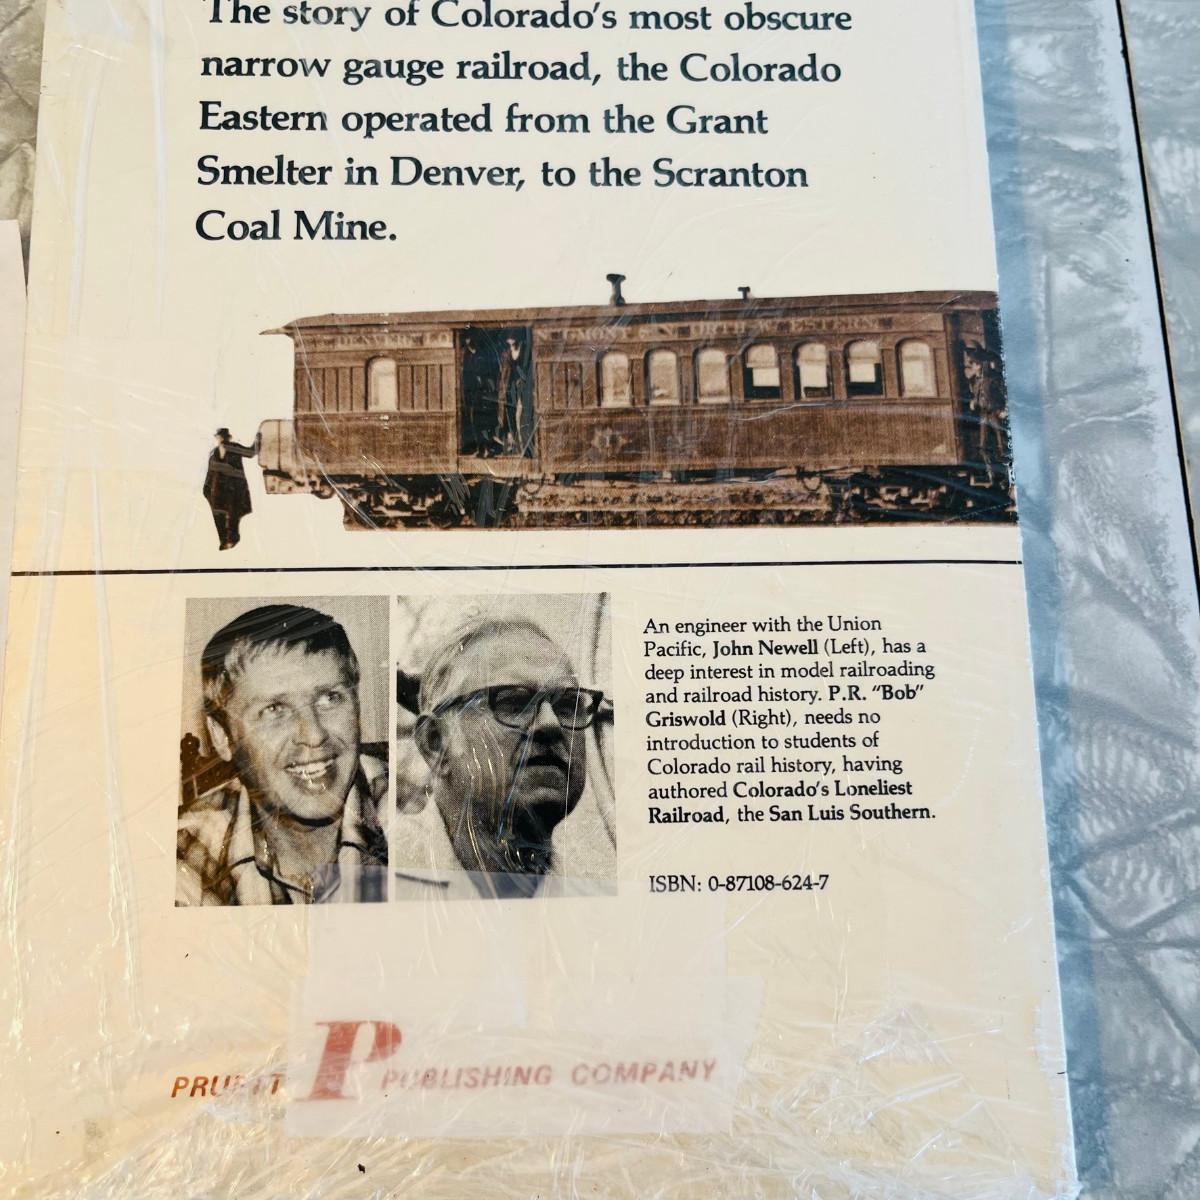 The story of Colorado's most obscure
narrow gauge railroad, the Colorado
Eastern operated from the Grant
Smelter in Denver, to the Scranton
Coal Mine.
An engineer with the Union
Pacific, John Newell (Left), has a
deep interest in model railroading
and railroad history. P.R. "Bob"
Griswold (Right), needs no
introduction to students of
Colorado rail history, having
authored Colorado's Loneliest
Railroad, the San Luis Southern.
ISBN: 0-87108-624-7
PRUETT P PUBLISHING COMPANY